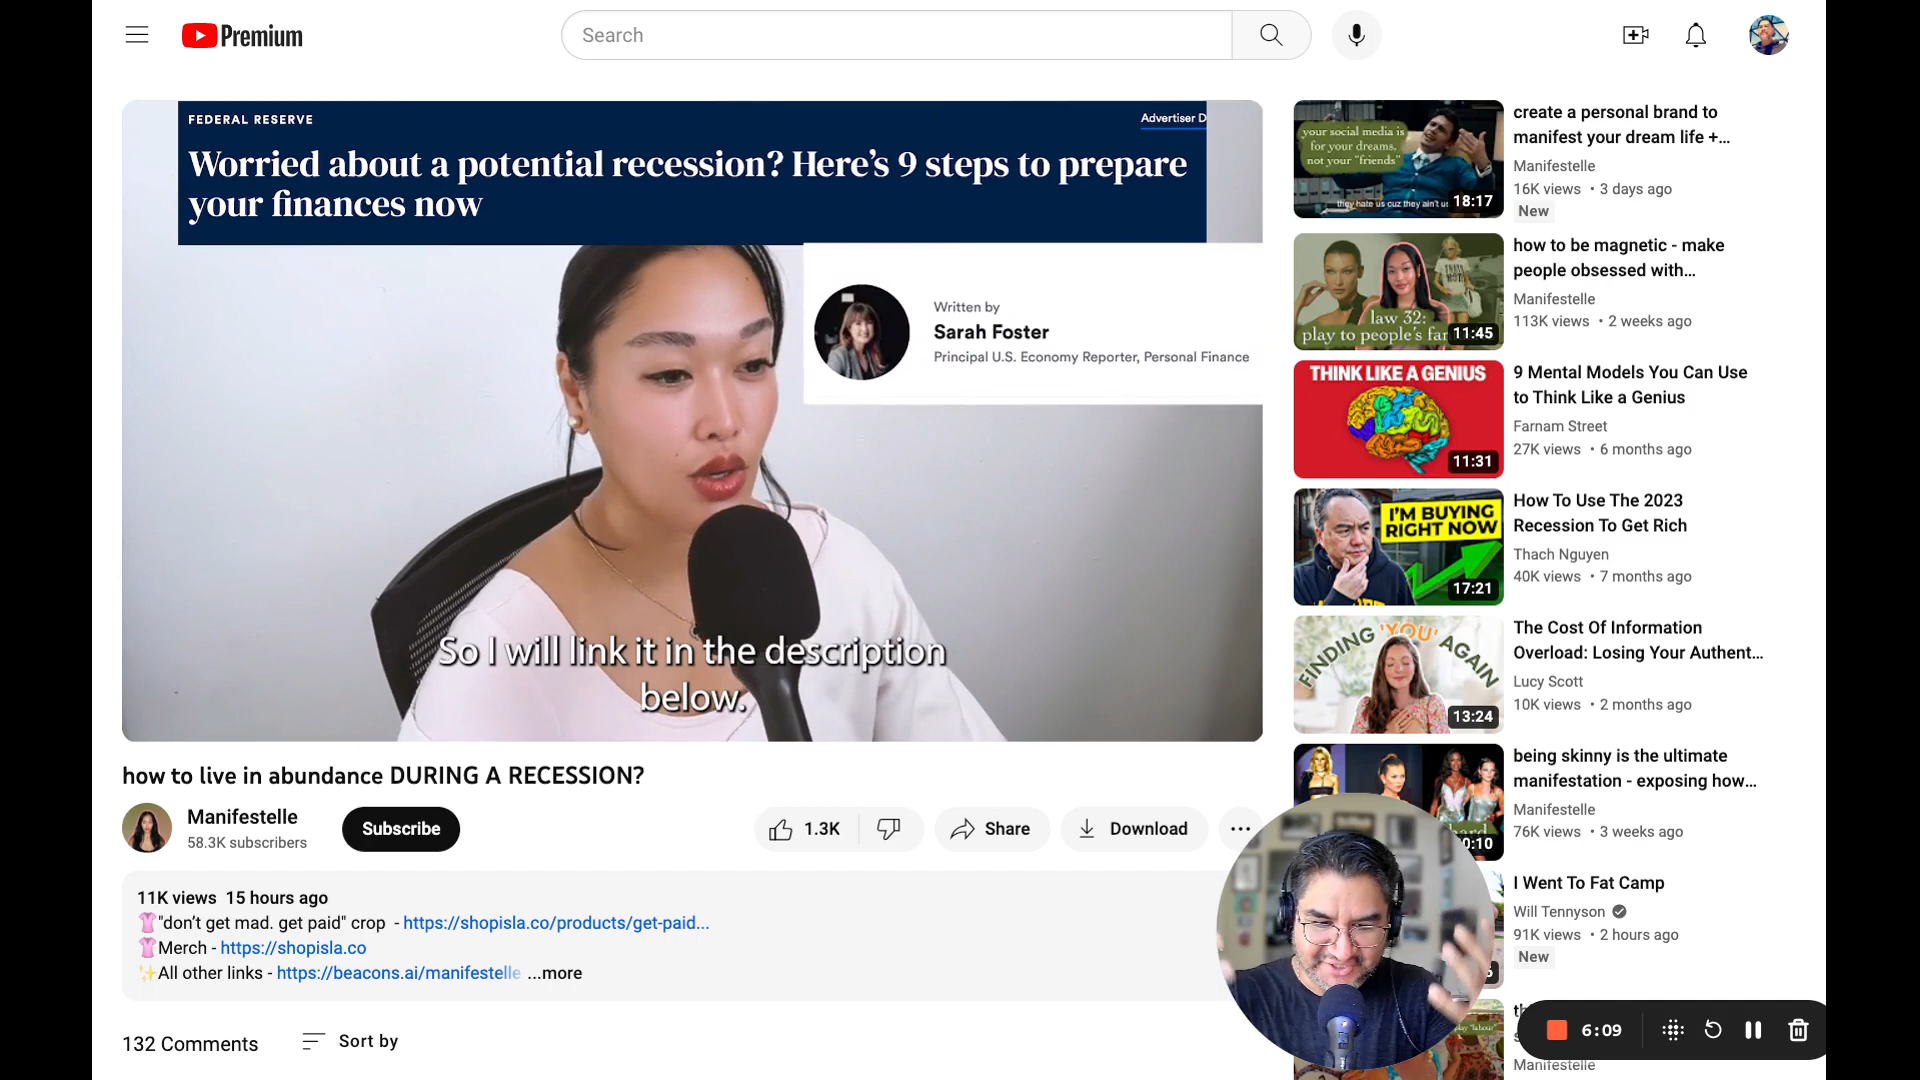 Premium
Search
FEDERAL RESERVE
Advertiser D
Worried about a potential recession? Here's 9 steps to prepare
your finances now
Written by
Sarah Foster
Principal U.S. Economy Reporter, Personal Finance
So I will link it in the description
below.
how to live in abundance DURING A RECESSION?
Manifestelle
58.3K subscribers
Subscribe
1.3K
Share
Download
11K views 15 hours ago
"don't get mad. get paid" crop - https://shopisla.co/products/get-paid...
Merch - https://shopisla.co
All other links - https://beacons.ai/manifestelle ...more
132 Comments
Sort by
your social media is
for your dreams,
not your "friends"
they hate us cuz they ain't us
18:17
create a personal brand to
manifest your dream life +...
Manifestelle
16K views • 3 days ago
New
law 32:
play to people's fan
11:45
how to be magnetic - make
people obsessed with...
Manifestelle
113K views • 2 weeks ago
THINK LIKE A GENIUS
11:31
9 Mental Models You Can Use
to Think Like a Genius
Farnam Street
27K views • 6 months ago
I'M BUYING
RIGHT NOW
17:21
How To Use The 2023
Recession To Get Rich
Thach Nguyen
40K views • 7 months ago
FINDING 'YOU' AGAIN
13:24
The Cost Of Information
Overload: Losing Your Authent...
Lucy Scott
10K views • 2 months ago
0:10
being skinny is the ultimate
manifestation - exposing how...
Manifestelle
76K views • 3 weeks ago
I Went To Fat Camp
Will Tennyson
91K views • 2 hours ago
New
Manifestelle
6:09